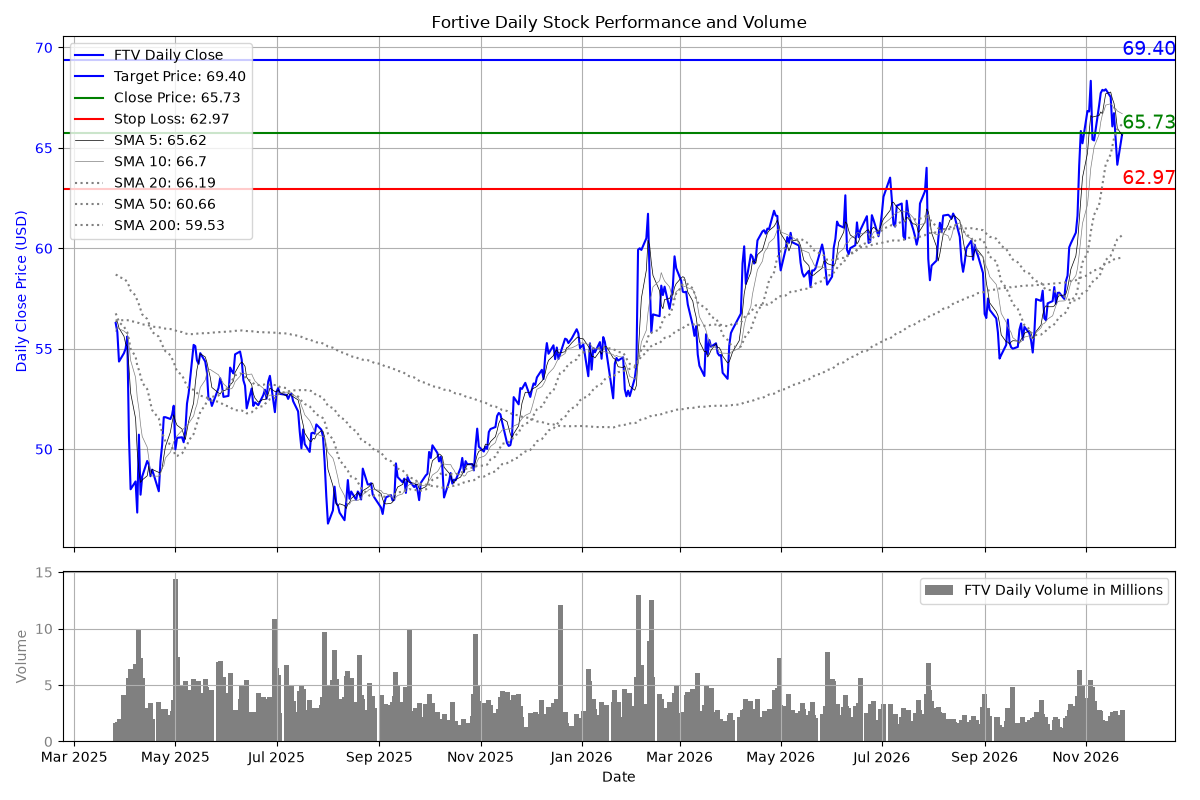 Fortive Daily Stock Performance and Volume
70
65
60
55
50
Daily Close Price (USD)
FTV Daily Close
Target Price: 69.40
Close Price: 65.73
Stop Loss: 62.97
SMA 5: 65.62
SMA 10: 66.7
SMA 20: 66.19
SMA 50: 60.66
SMA 200: 59.53
69.40
65.73
62.97
15
10
5
0
Volume
FTV Daily Volume in Millions
Mar 2025 May 2025 Jul 2025 Sep 2025 Nov 2025 Jan 2026 Mar 2026 May 2026 Jul 2026 Sep 2026 Nov 2026
Date